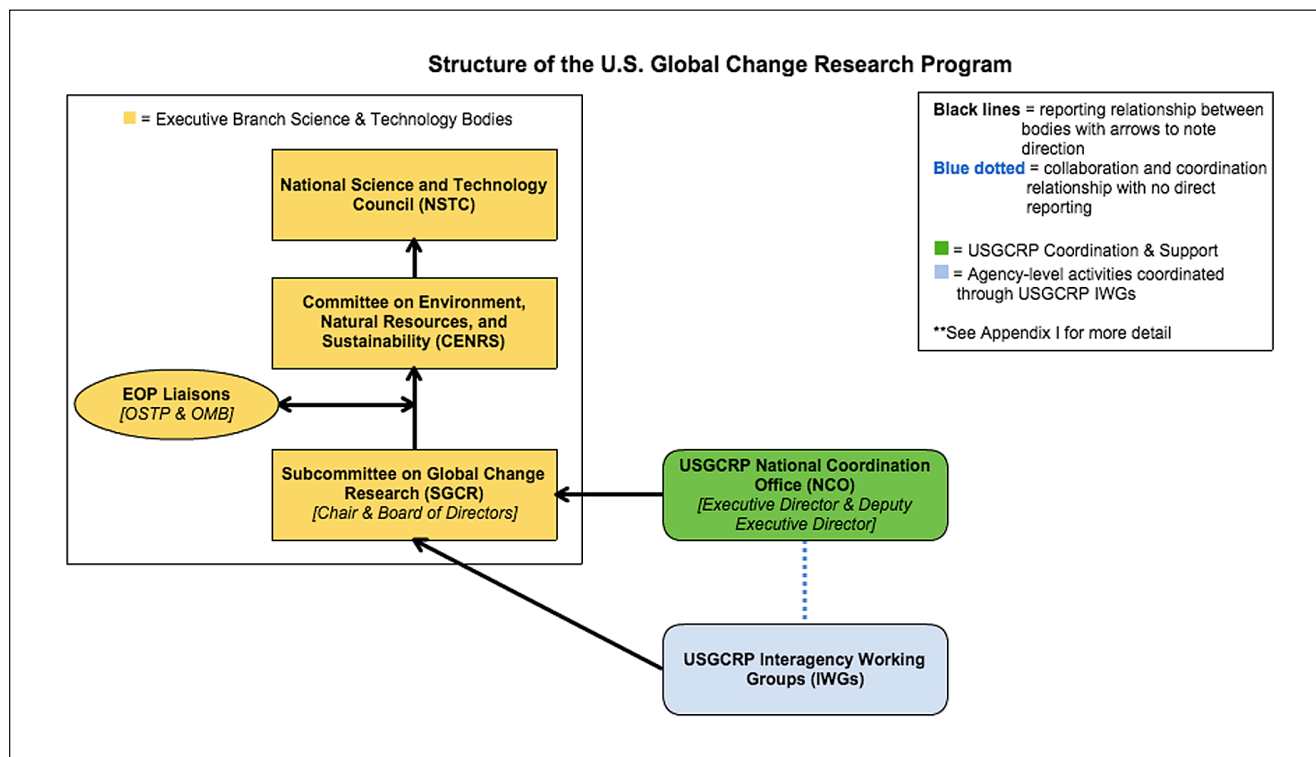 Structure of the U.S. Global Change Research Program
= Executive Branch Science & Technology Bodies
National Science and Technology
Council (NSTC)
Committee on Environment,
Natural Resources, and
Sustainability (CENRS)
EOP Liaisons
[OSTP & OMB]
Subcommittee on Global Change
Research (SGCR)
[Chair & Board of Directors]
USGCRP National Coordination
Office (NCO)
[Executive Director & Deputy
Executive Director]
USGCRP Interagency Working
Groups (IWGs)
Black lines = reporting relationship between
bodies with arrows to note
direction
Blue dotted = collaboration and coordination
relationship with no direct
reporting
= USGCRP Coordination & Support
= Agency-level activities coordinated
through USGCRP IWGs
**See Appendix I for more detail